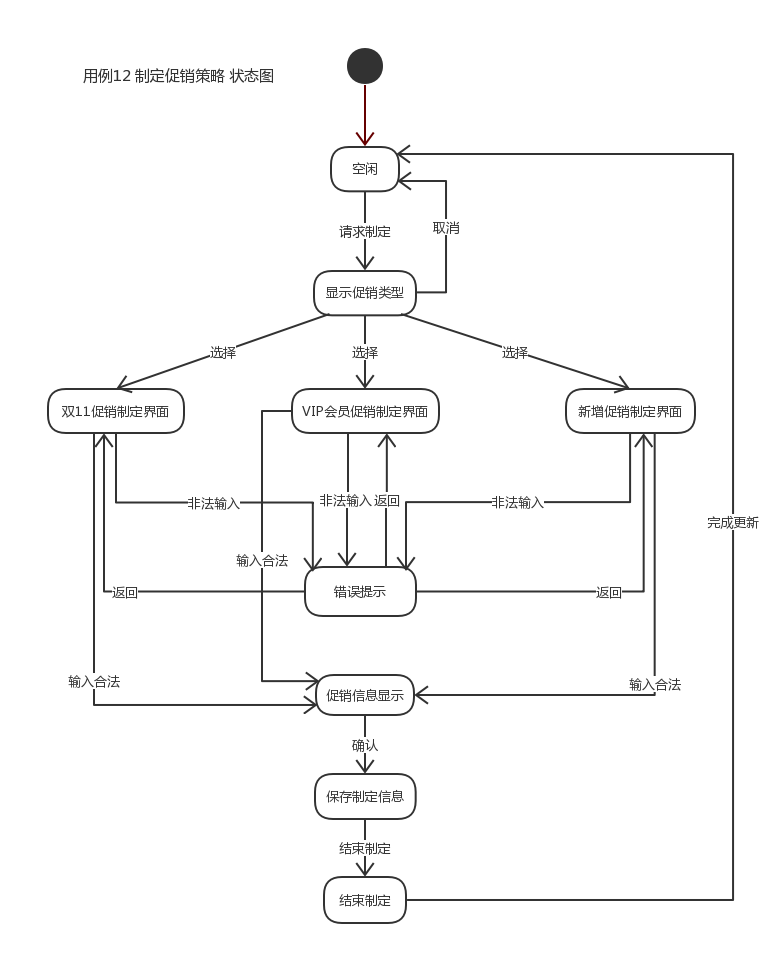 用例12 制定促销策略 状态图
空闲
请求制定
取消
显示促销类型
选择
选择
选择
双11促销制定界面
VIP会员促销制定界面
新增促销制定界面
非法输入
非法输入
返回
非法输入
完成更新
输入合法
返回
错误提示
返回
输入合法
促销信息显示
输入合法
确认
保存制定信息
结束制定
结束制定